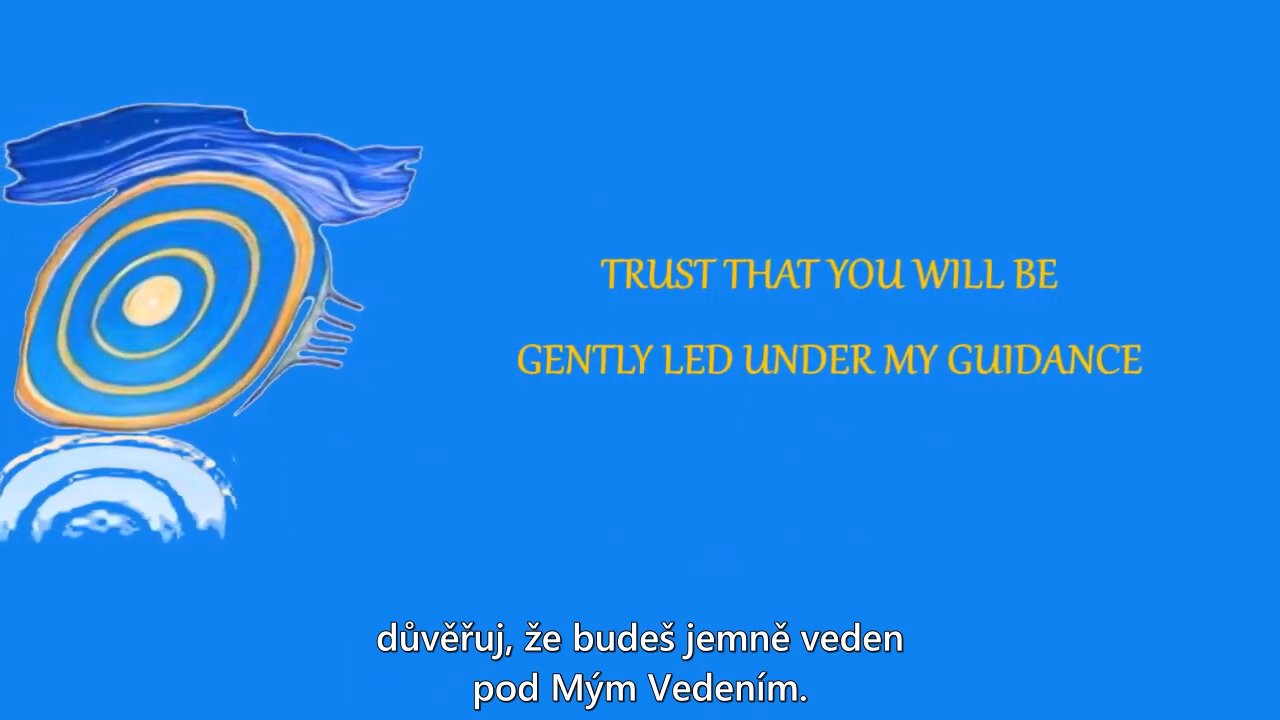 TRUST THAT YOU WILL BE
GENTLY LED UNDER MY GUIDANCE
důvěřuj, že budeš jemně veden
pod Mým Vedením.